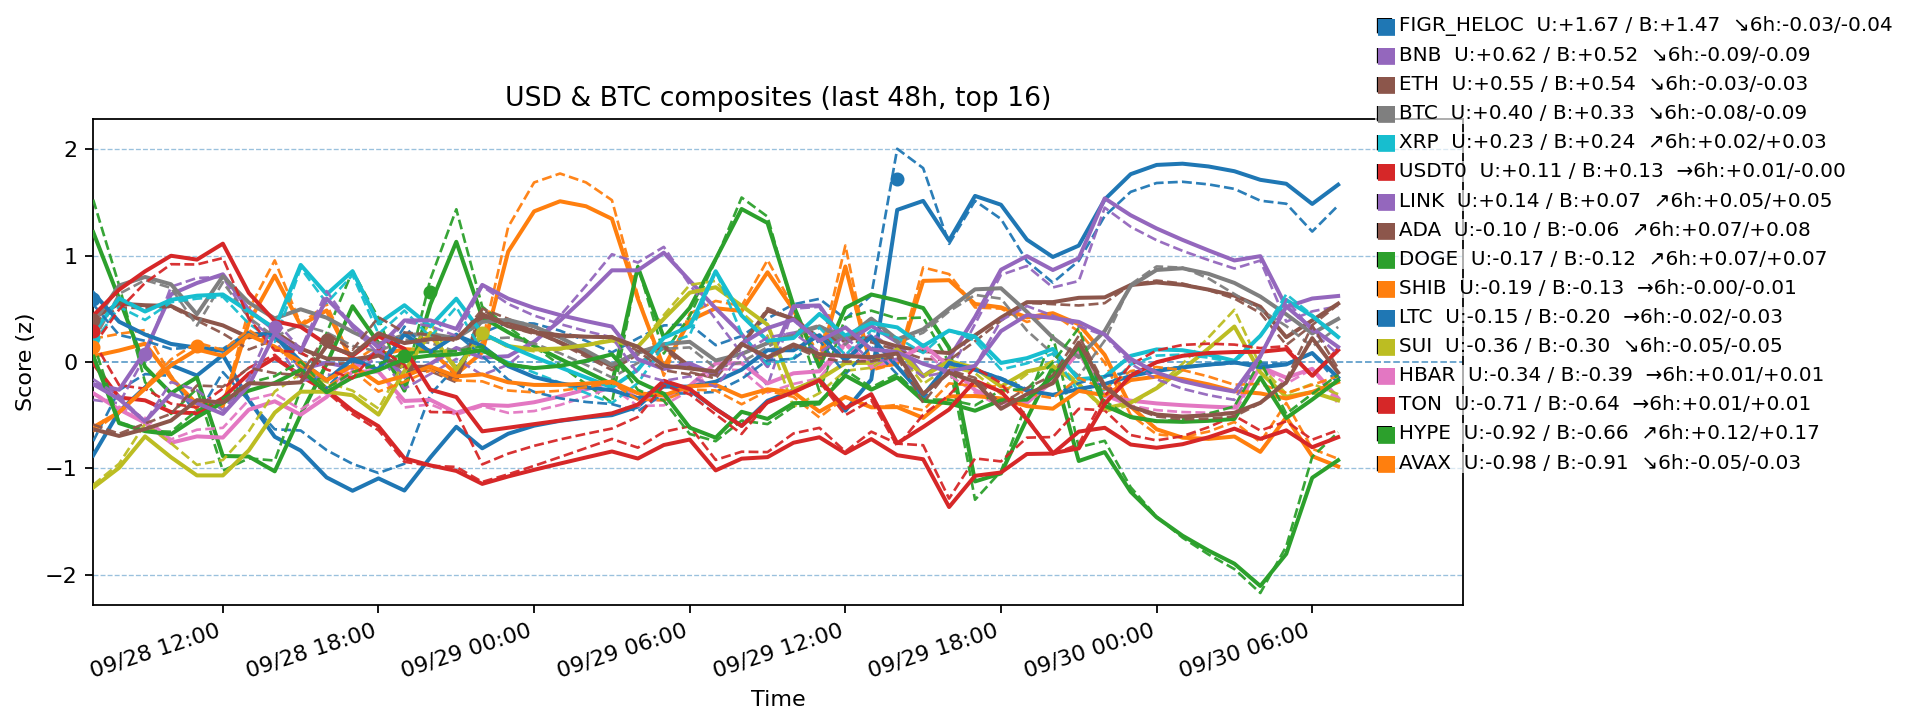 FIGR_HELOC  U:+1.67 / B:+1.47  ↘6h:-0.03/-0.04
BNB  U:+0.62 / B:+0.52  ↘6h:-0.09/-0.09
ETH  U:+0.55 / B:+0.54  ↘6h:-0.03/-0.03
BTC  U:+0.40 / B:+0.33  ↘6h:-0.08/-0.09
XRP  U:+0.23 / B:+0.24  ↗6h:+0.02/+0.03
USDT0  U:+0.11 / B:+0.13  →6h:+0.01/-0.00
LINK  U:+0.14 / B:+0.07  ↗6h:+0.05/+0.05
ADA  U:-0.10 / B:-0.06  ↗6h:+0.07/+0.08
DOGE  U:-0.17 / B:-0.12  ↗6h:+0.07/+0.07
SHIB  U:-0.19 / B:-0.13  →6h:-0.00/-0.01
LTC  U:-0.15 / B:-0.20  →6h:-0.02/-0.03
SUI  U:-0.36 / B:-0.30  ↘6h:-0.05/-0.05
HBAR  U:-0.34 / B:-0.39  →6h:+0.01/+0.01
TON  U:-0.71 / B:-0.64  →6h:+0.01/+0.01
HYPE  U:-0.92 / B:-0.66  ↗6h:+0.12/+0.17
AVAX  U:-0.98 / B:-0.91  ↘6h:-0.05/-0.03
USD & BTC composites (last 48h, top 16)
Score (z)
2
1
0
−1
−2
09/28 12:00
09/28 18:00
09/29 00:00
09/29 06:00
09/29 12:00
09/29 18:00
09/30 00:00
09/30 06:00
Time